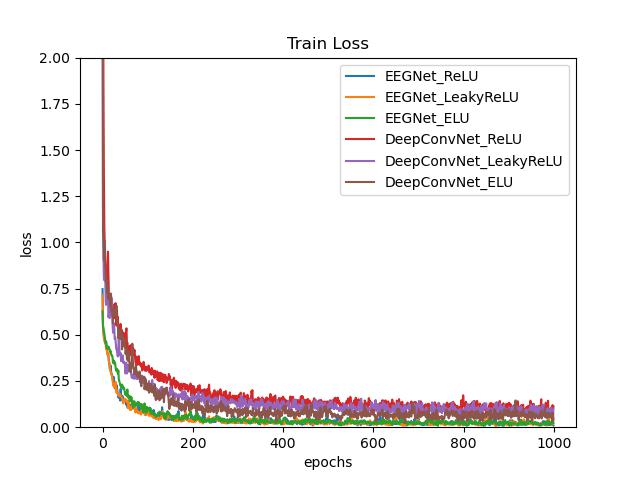 Train Loss
2.00
1.75
1.50
1.25
1.00
0.75
0.50
0.25
0.00
loss
EEGNet_ReLU
EEGNet_LeakyReLU
EEGNet_ELU
DeepConvNet_ReLU
DeepConvNet_LeakyReLU
DeepConvNet_ELU
0 200 400 600 800 1000
epochs